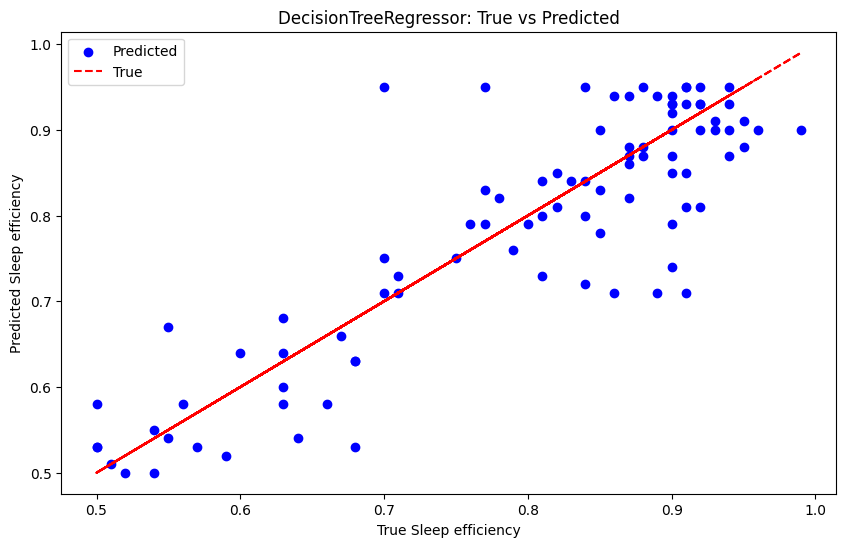 DecisionTreeRegressor: True vs Predicted
Predicted
True
1.0
0.9
0.8
0.7
0.6
0.5
Predicted Sleep efficiency
0.5
0.6
0.7
0.8
0.9
1.0
True Sleep efficiency